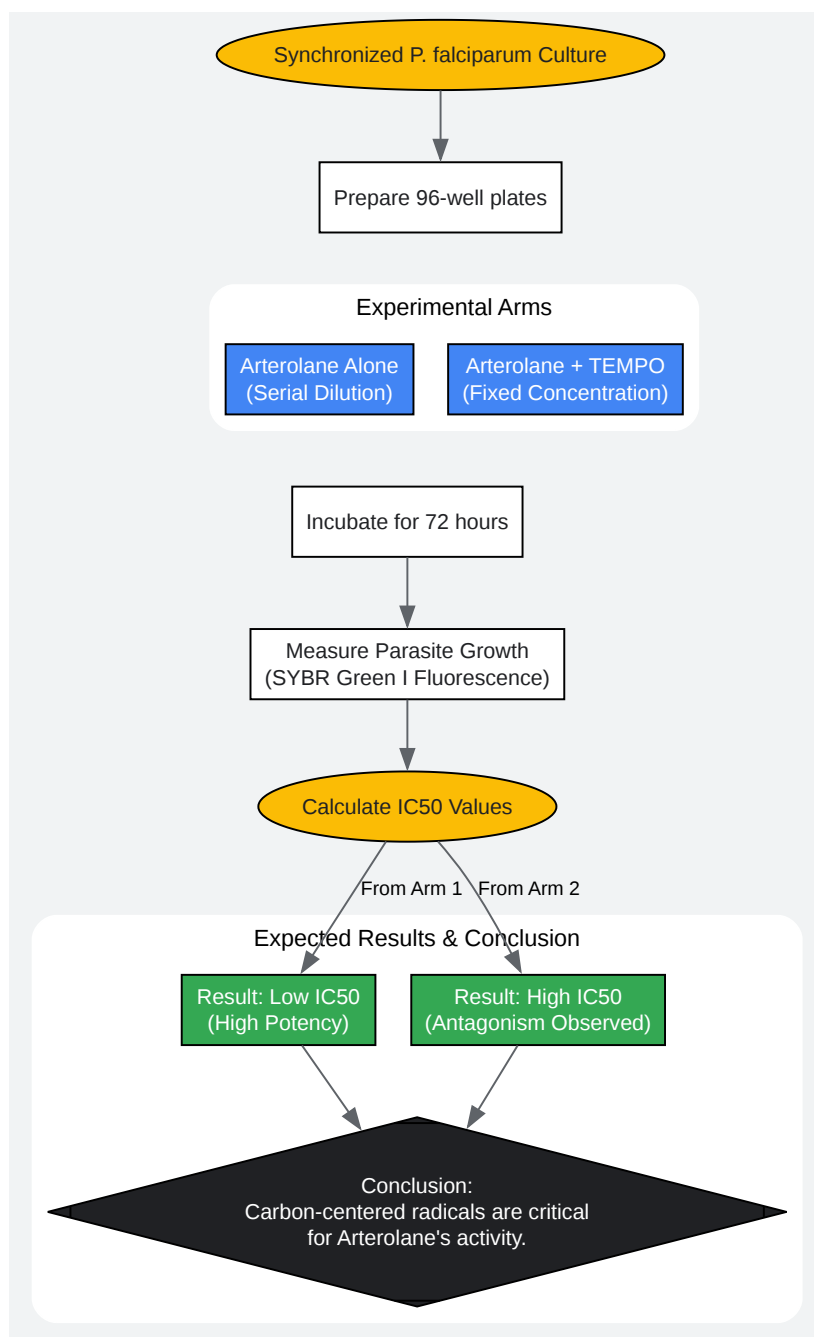 Synchronized P. falciparum Culture
Prepare 96-well plates
Experimental Arms
Arterolane Alone
(Serial Dilution)
Arterolane + TEMPO
(Fixed Concentration)
Incubate for 72 hours
Measure Parasite Growth
(SYBR Green I Fluorescence)
Calculate IC50 Values
From Arm 1
From Arm 2
Expected Results & Conclusion
Result: Low IC50
(High Potency)
Result: High IC50
(Antagonism Observed)
Conclusion:
Carbon-centered radicals are critical
for Arterolane's activity.